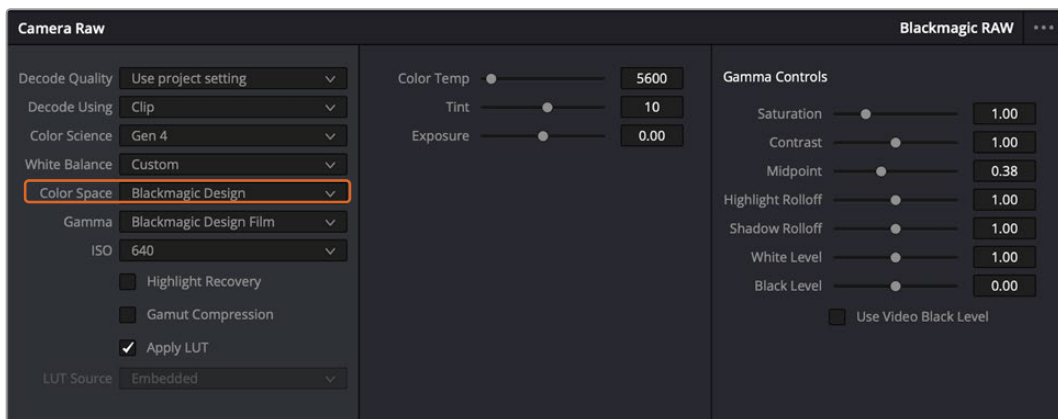 Camera Raw
Blackmagic RAW
Decode Quality Use project setting
Decode Using Clip
Color Science Gen 4
White Balance Custom
Color Space Blackmagic Design
Gamma Blackmagic Design Film
ISO 640
Highlight Recovery
Gamut Compression
Apply LUT
LUT Source Embedded
Color Temp 5600
Tint 10
Exposure 0.00
Gamma Controls
Saturation 1.00
Contrast 1.00
Midpoint 0.38
Highlight Rolloff 1.00
Shadow Rolloff 1.00
White Level 1.00
Black Level 0.00
Use Video Black Level